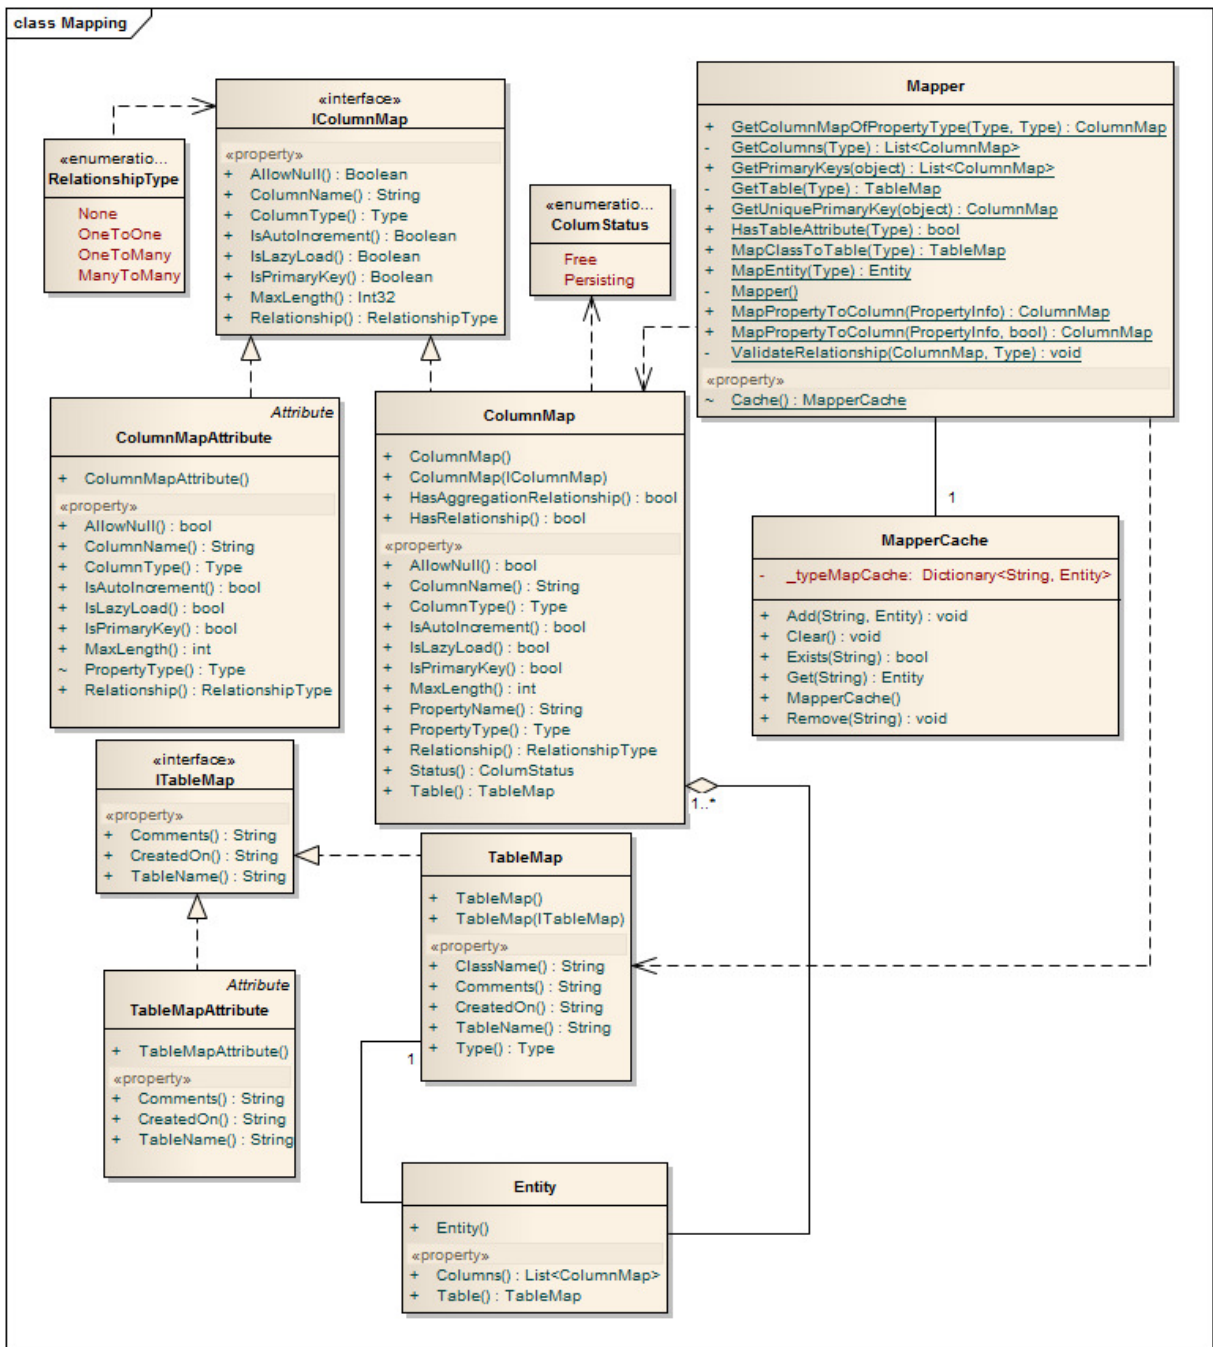 class Mapping
«interface»
IColumnMap
«property»
+ AllowNull() : Boolean
+ ColumnName() : String
+ ColumnType() : Type
+ IsAutoIncrement() : Boolean
+ IsLazyLoad() : Boolean
+ IsPrimaryKey() : Boolean
+ MaxLength() : Int32
+ Relationship() : RelationshipType
«enumeratio...
RelationshipType
None
OneToOne
OneToMany
ManyToMany
«enumeratio...
ColumStatus
Free
Persisting
Mapper
+ GetColumnMapOfPropertyType(Type, Type) : ColumnMap
- GetColumns(Type) : List<ColumnMap>
+ GetPrimaryKeys(object) : List<ColumnMap>
- GetTable(Type) : TableMap
+ GetUniquePrimaryKey(object) : ColumnMap
+ HasTableAttribute(Type) : bool
+ MapClassToTable(Type) : TableMap
+ MapEntity(Type) : Entity
- Mapper()
+ MapPropertyToColumn(PropertyInfo) : ColumnMap
+ MapPropertyToColumn(PropertyInfo, bool) : ColumnMap
- ValidateRelationship(ColumnMap, Type) : void
«property»
~ Cache() : MapperCache
Attribute
ColumnMapAttribute
+ ColumnMapAttribute()
«property»
+ AllowNull() : bool
+ ColumnName() : String
+ ColumnType() : Type
+ IsAutoIncrement() : bool
+ IsLazyLoad() : bool
+ IsPrimaryKey() : bool
+ MaxLength() : int
~ PropertyType() : Type
+ Relationship() : RelationshipType
ColumnMap
+ ColumnMap()
+ ColumnMap(IColumnMap)
+ HasAggregationRelationship() : bool
+ HasRelationship() : bool
«property»
+ AllowNull() : bool
+ ColumnName() : String
+ ColumnType() : Type
+ IsAutoIncrement() : bool
+ IsLazyLoad() : bool
+ IsPrimaryKey() : bool
+ MaxLength() : int
+ PropertyName() : String
+ PropertyType() : Type
+ Relationship() : RelationshipType
+ Status() : ColumStatus
+ Table() : TableMap
1
MapperCache
- _typeMapCache: Dictionary<String, Entity>
+ Add(String, Entity) : void
+ Clear() : void
+ Exists(String) : bool
+ Get(String) : Entity
+ MapperCache()
+ Remove(String) : void
«interface»
ITableMap
«property»
+ Comments() : String
+ CreatedOn() : String
+ TableName() : String
1..*
TableMap
+ TableMap()
+ TableMap(ITableMap)
«property»
+ ClassName() : String
+ Comments() : String
+ CreatedOn() : String
+ TableName() : String
+ Type() : Type
1
Attribute
TableMapAttribute
+ TableMapAttribute()
«property»
+ Comments() : String
+ CreatedOn() : String
+ TableName() : String
Entity
+ Entity()
«property»
+ Columns() : List<ColumnMap>
+ Table() : TableMap